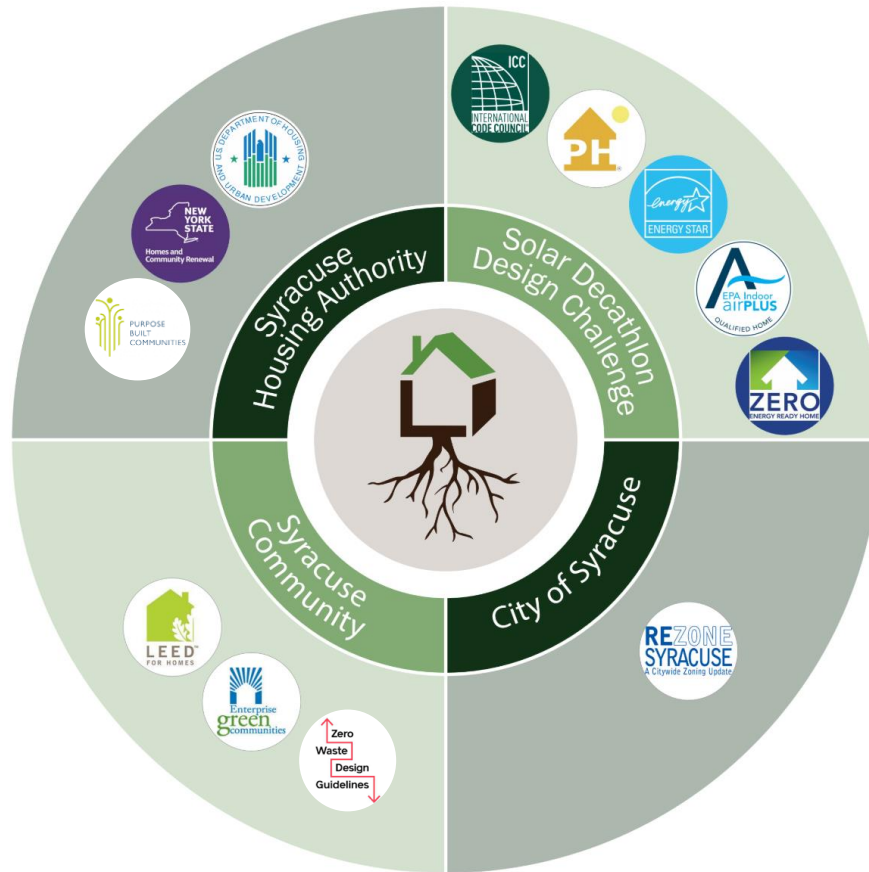 U.S. DEPARTMENT OF HOUSING
AND URBAN DEVELOPMENT
NEW
YORK
STATE
Homes and
Community Renewal
PURPOSE
BUILT
COMMUNITIES
Syracuse
Housing Authority
ICC
INTERNATIONAL
CODE COUNCIL
PH
energy
ENERGY STAR
A
EPA Indoor
airPLUS
QUALIFIED HOME
ZERO
ENERGY READY HOME
Solar Decathlon
Design Challenge
Syracuse
Community
LEED™
FOR HOMES
Enterprise
green
communities
Zero
Waste
Design
Guidelines
City of Syracuse
REZONE
SYRACUSE
A Citywide Zoning Update